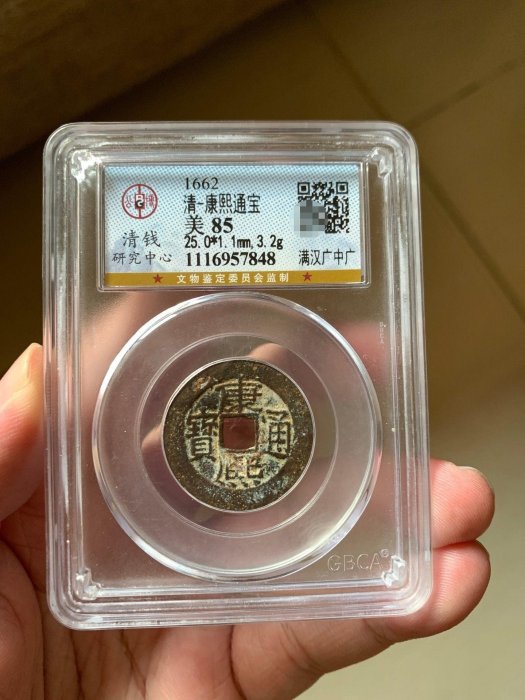 1662
清-康熙通宝
美 85
25.0*1.1mm, 3.2g
1116957848
公 博
清钱
研究中心
满汉广中广
★ 文物鉴定委员会监制 ★
康熙通寶
GBCA®